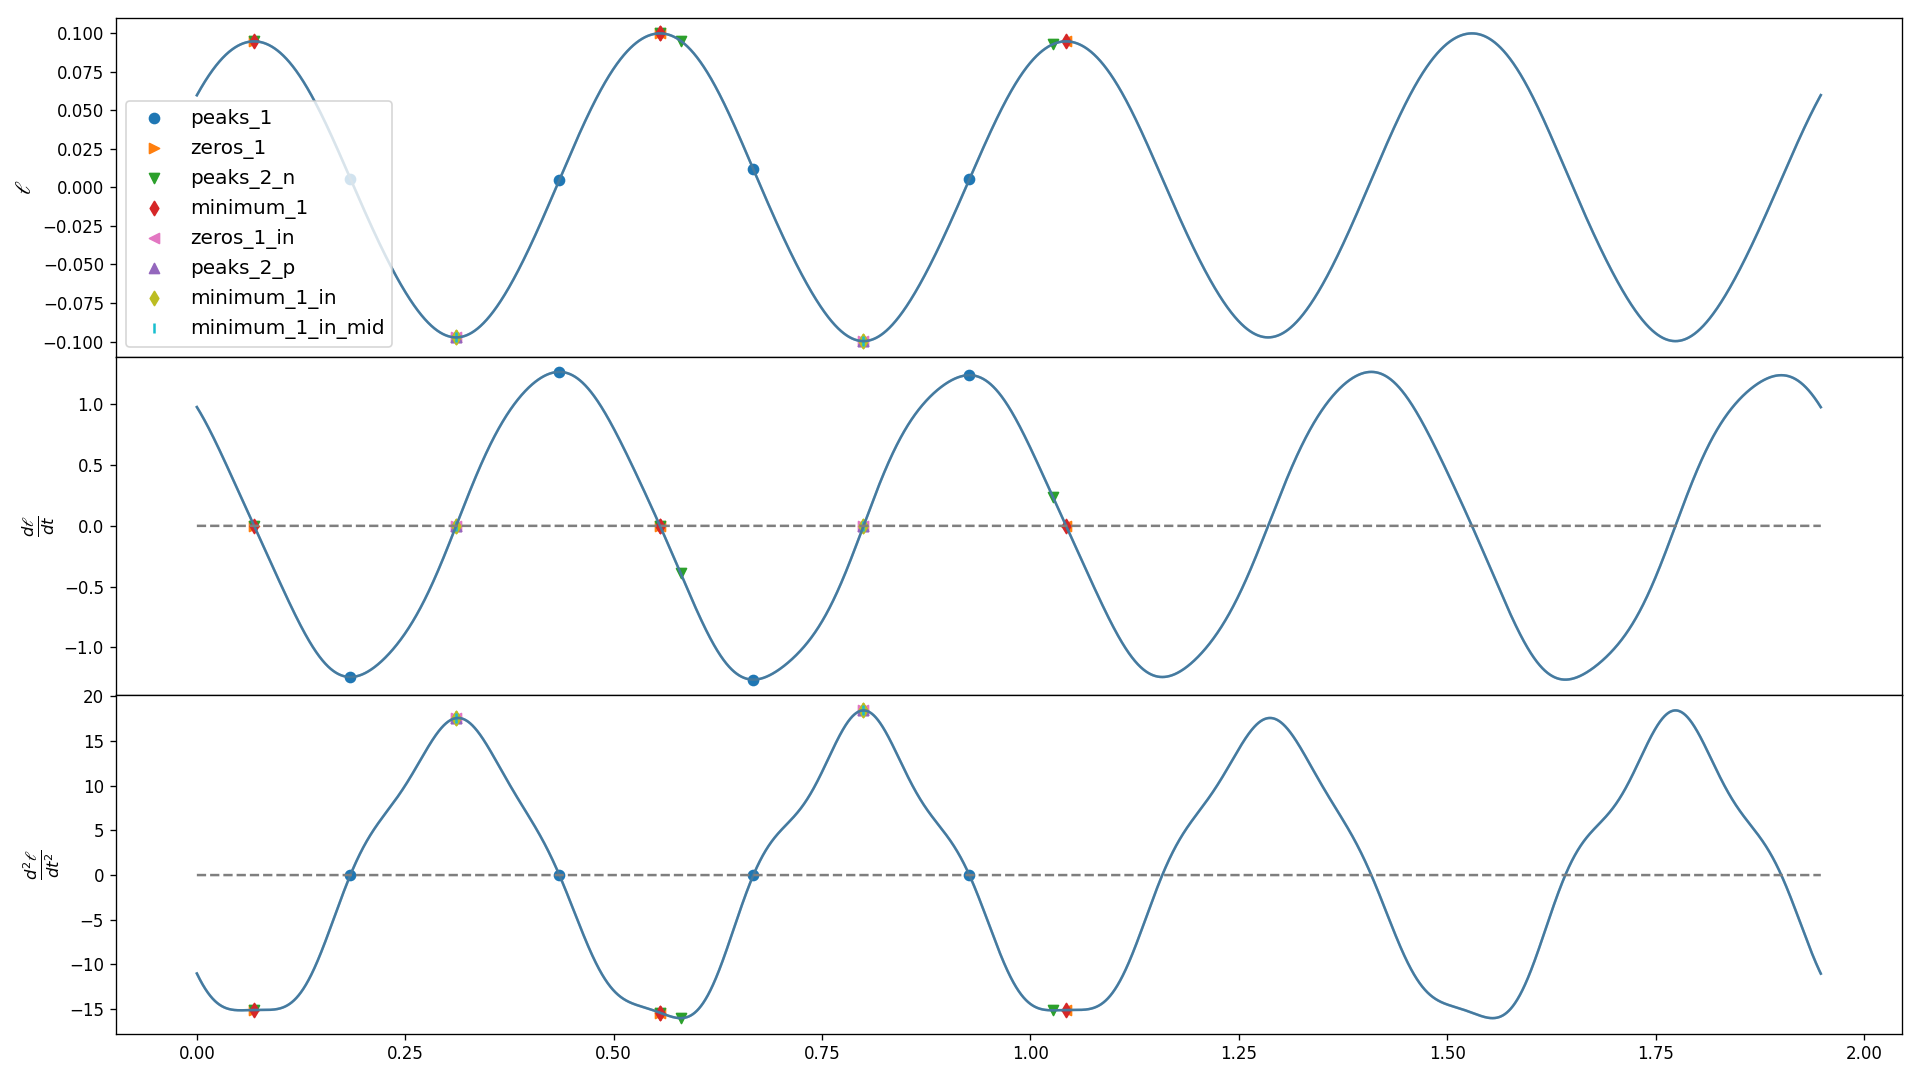 0.100
0.075
0.050
0.025
0.000
−0.025
−0.050
−0.075
−0.100
ℓ
peaks_1
zeros_1
peaks_2_n
minimum_1
zeros_1_in
peaks_2_p
minimum_1_in
minimum_1_in_mid
1.0
0.5
0.0
−0.5
−1.0
dℓ
dt
20
15
10
5
0
−5
−10
−15
d²ℓ
dt²
0.00 0.25 0.50 0.75 1.00 1.25 1.50 1.75 2.00